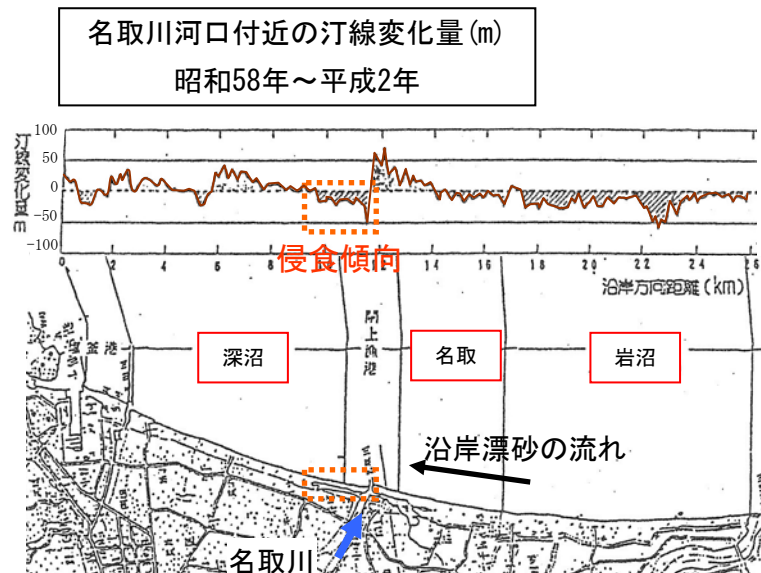 名取川河口付近の汀線変化量(m)
昭和58年～平成2年
汀線変化量 m
100
50
0
-50
-100
侵食傾向
0 2 4 6 8 10 12 14 16 18 20 22 24 26
沿岸方向距離(km)
閖上漁港
深沼
名取
岩沼
沿岸漂砂の流れ
名取川